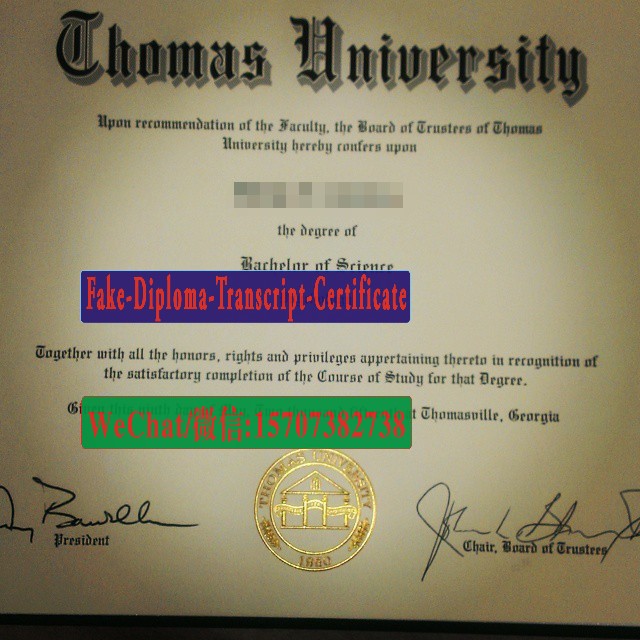 Thomas University
Upon recommendation of the Faculty, the Board of Trustees of Thomas
University hereby confers upon
the degree of
Bachelor of Science
Fake-Diploma-Transcript-Certificate
Together with all the honors, rights and privileges appertaining thereto in recognition of
the satisfactory completion of the Course of Study for that Degree.
Given this ninth Thomasville, Georgia
WeChat/微信:15707382738
THOMAS UNIVERSITY
1950
President
Chair, Board of Trustees